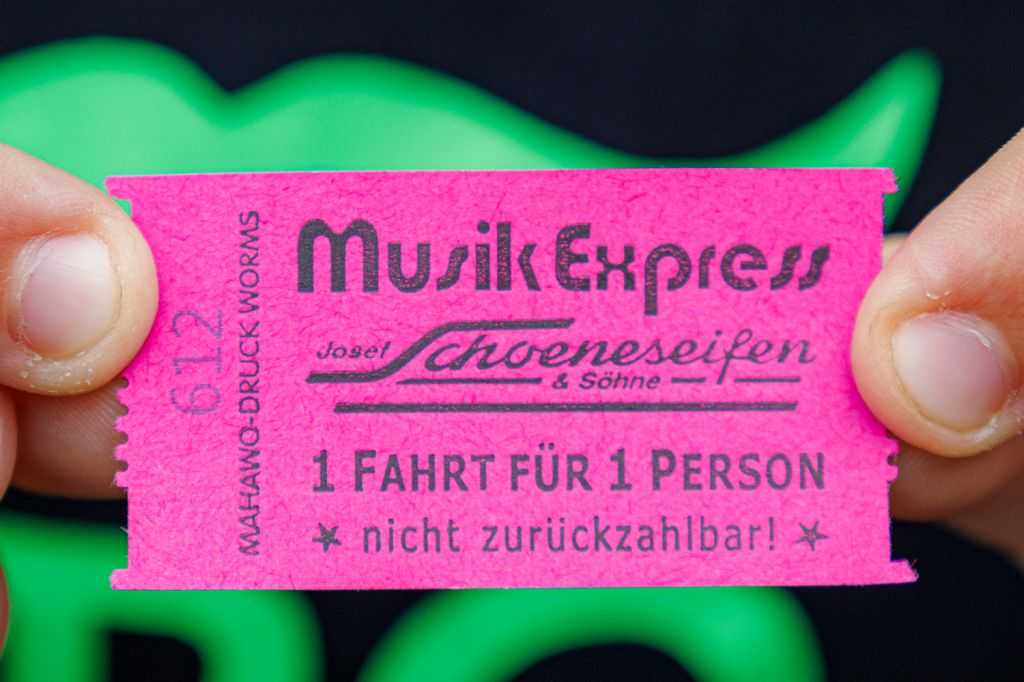 MAHAWO-DRUCK WORMS
612
Musik Express
Josef Schoeneseifen
& Söhne
1 FAHRT FÜR 1 PERSON
★ nicht zurückzahlbar! ★